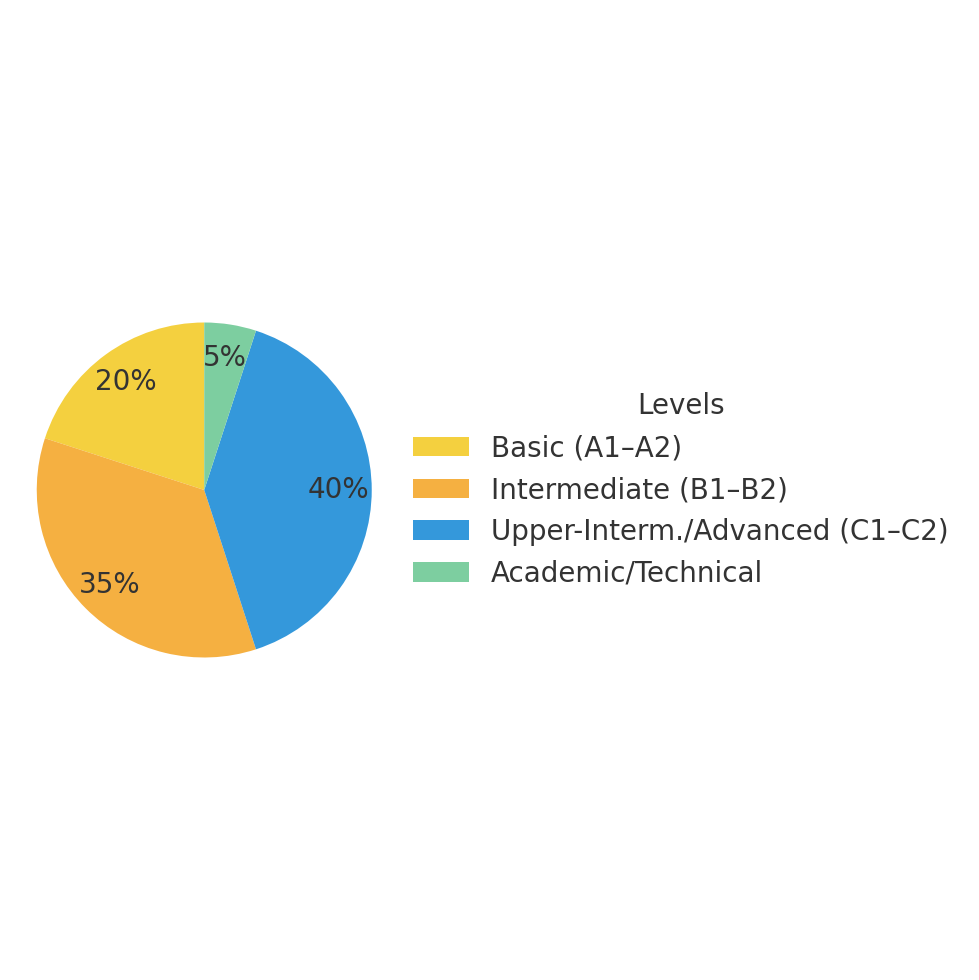 5%
20%
40%
35%
Levels
Basic (A1–A2)
Intermediate (B1–B2)
Upper-Interm./Advanced (C1–C2)
Academic/Technical